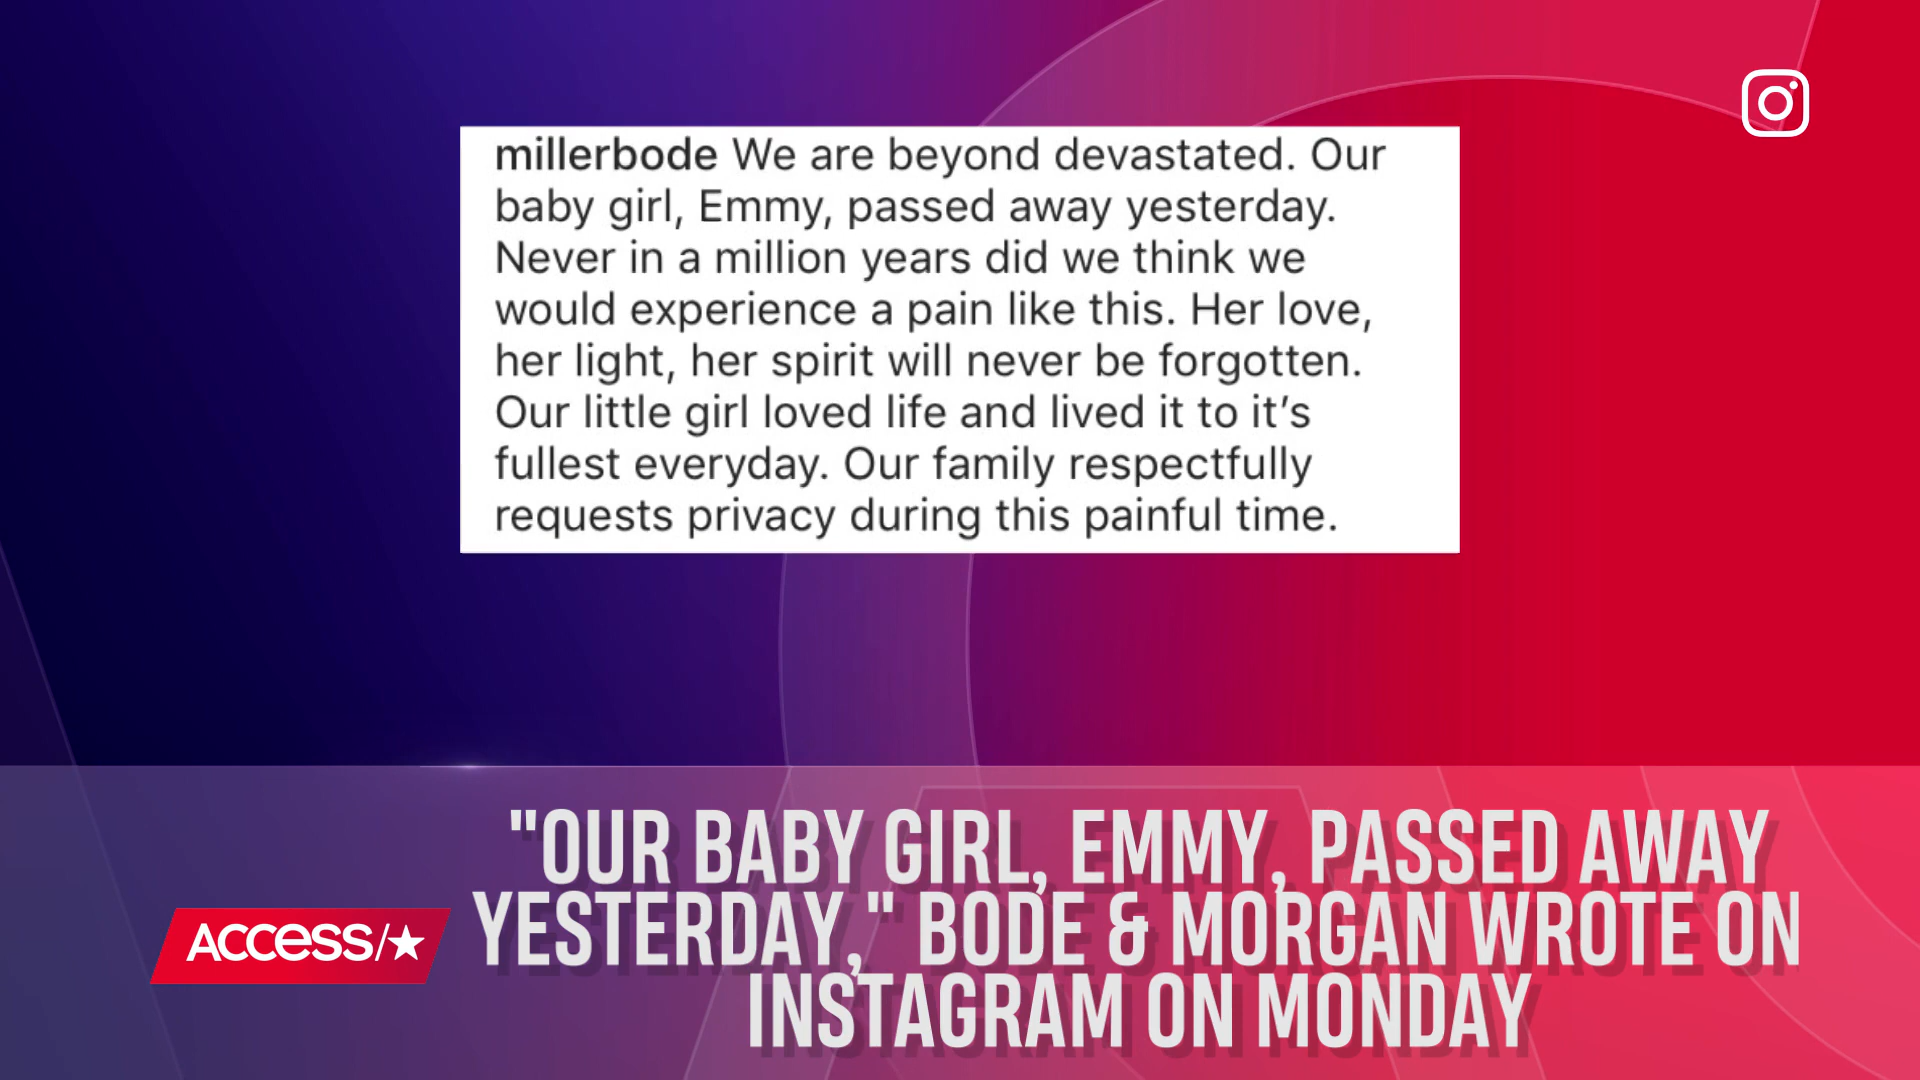 millerbode We are beyond devastated. Our
baby girl, Emmy, passed away yesterday.
Never in a million years did we think we
would experience a pain like this. Her love,
her light, her spirit will never be forgotten.
Our little girl loved life and lived it to it’s
fullest everyday. Our family respectfully
requests privacy during this painful time.
"OUR BABY GIRL, EMMY, PASSED AWAY
YESTERDAY," BODE & MORGAN WROTE ON
INSTAGRAM ON MONDAY
ACCESS/★